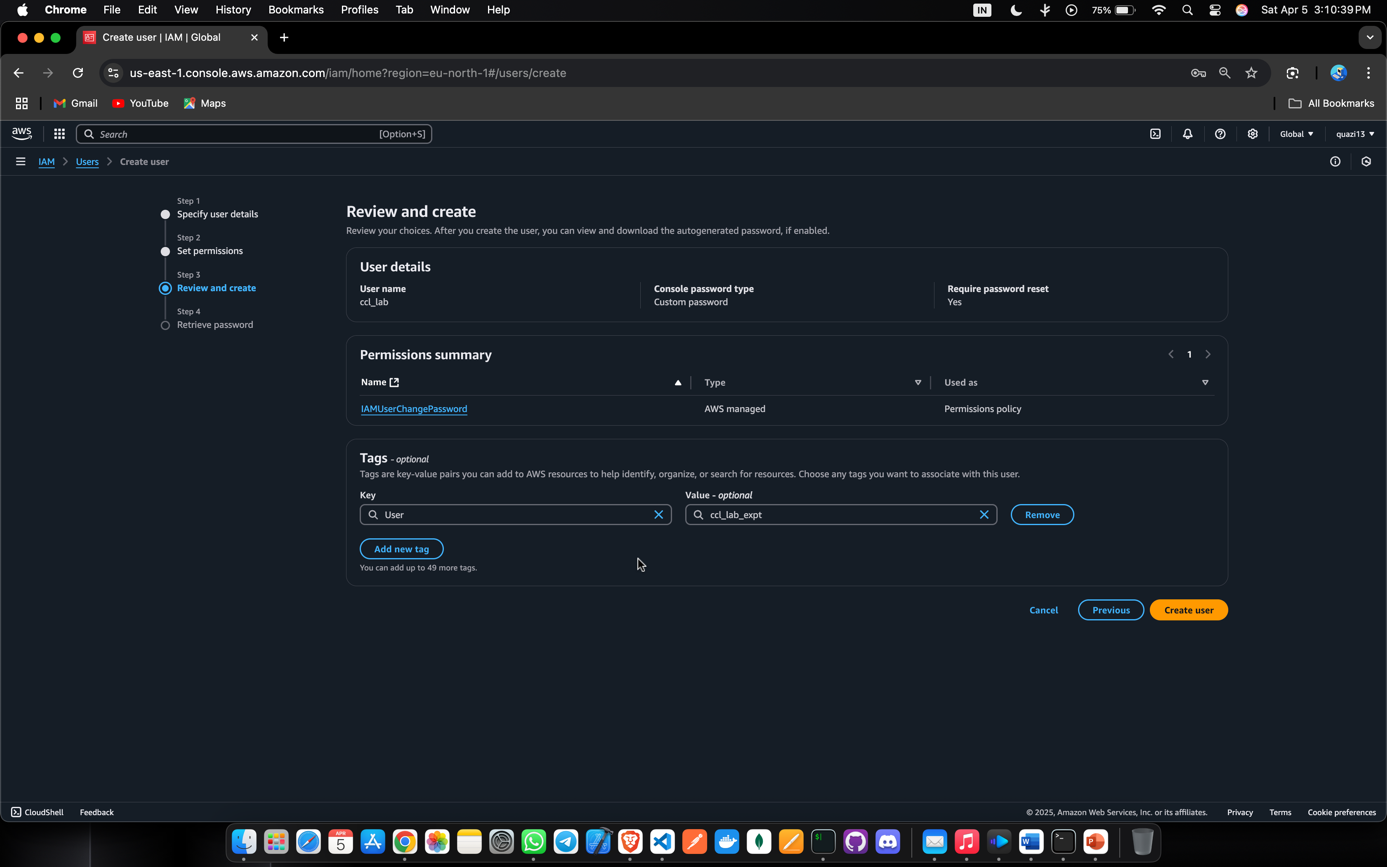 Chrome File Edit View History Bookmarks Profiles Tab Window Help IN 75% Sat Apr 5 3:10:39 PM
Create user | IAM | Global
us-east-1.console.aws.amazon.com/iam/home?region=eu-north-1#/users/create
Gmail YouTube Maps All Bookmarks
aws Search [Option+S] Global quazi13
IAM Users Create user
Step 1
Specify user details
Step 2
Set permissions
Step 3
Review and create
Step 4
Retrieve password
Review and create
Review your choices. After you create the user, you can view and download the autogenerated password, if enabled.
User details
User name Console password type Require password reset
ccl_lab Custom password Yes
Permissions summary 1
Name Type Used as
IAMUserChangePassword AWS managed Permissions policy
Tags - optional
Tags are key-value pairs you can add to AWS resources to help identify, organize, or search for resources. Choose any tags you want to associate with this user.
Key Value - optional
User ccl_lab_expt Remove
Add new tag
You can add up to 49 more tags.
Cancel Previous Create user
CloudShell Feedback © 2025, Amazon Web Services, Inc. or its affiliates. Privacy Terms Cookie preferences
APR
5